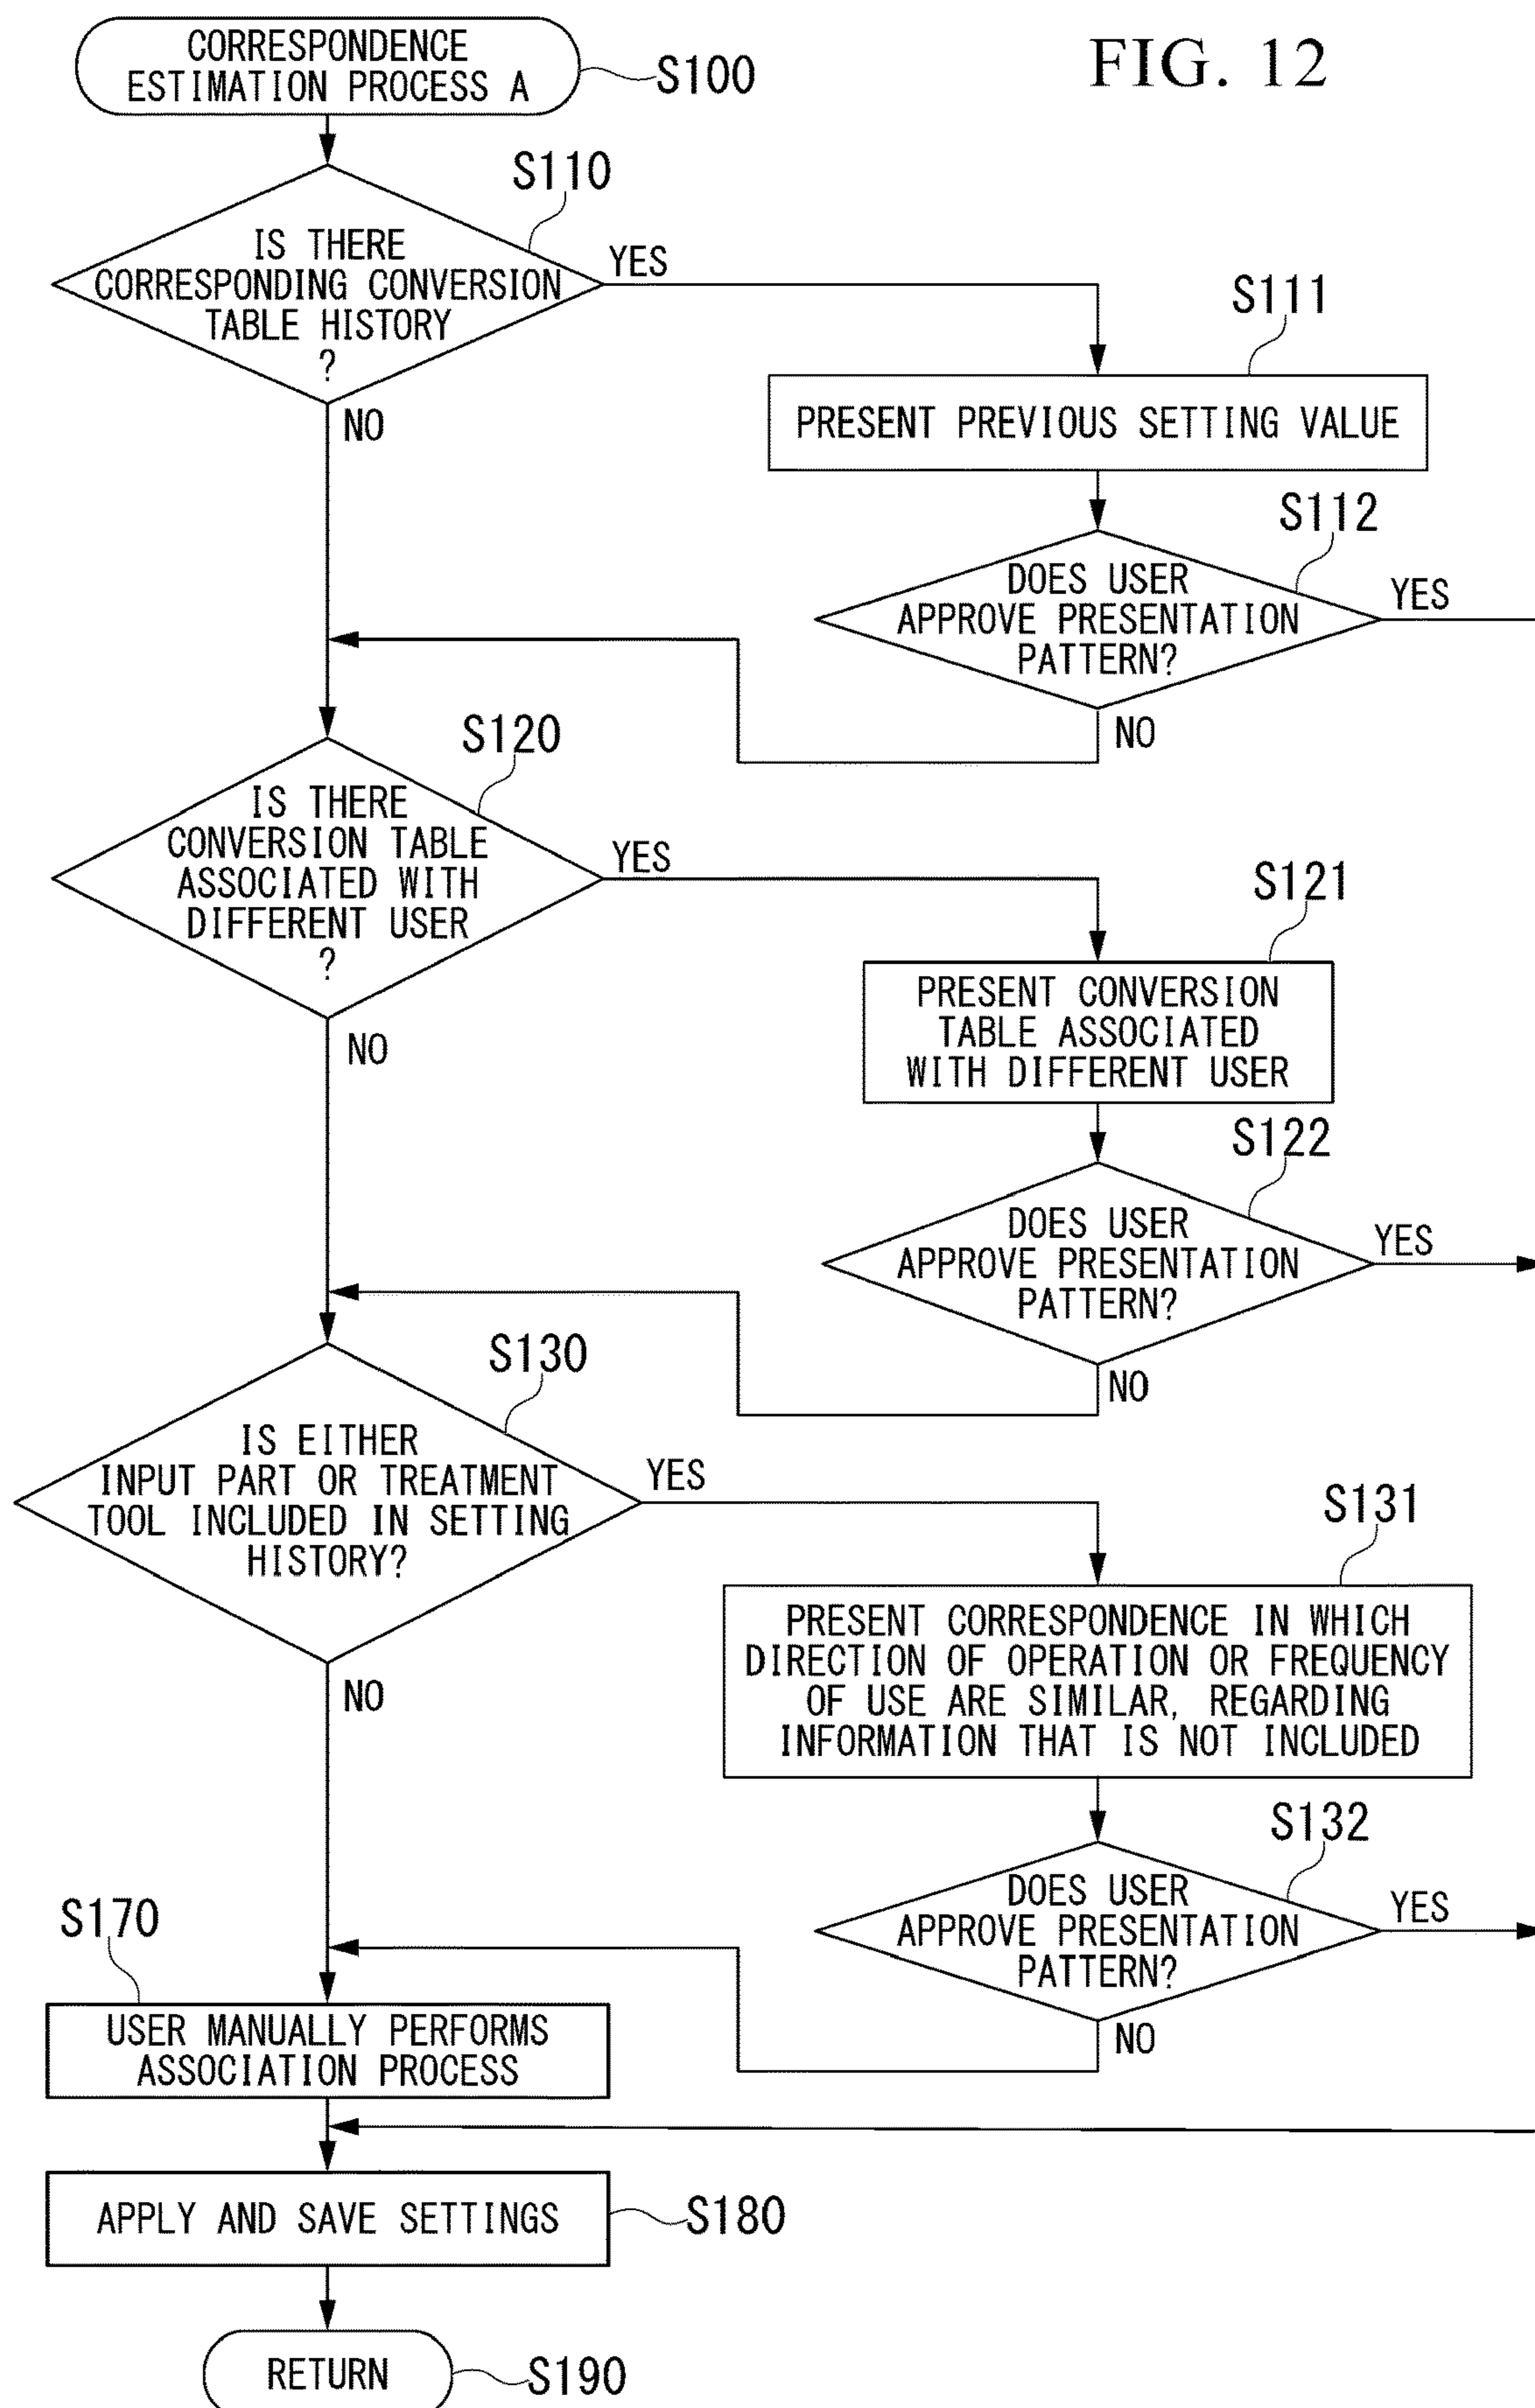 FIG. 12
CORRESPONDENCE
ESTIMATION PROCESS A
S100
S110
IS THERE
CORRESPONDING CONVERSION
TABLE HISTORY
?
YES
NO
S111
PRESENT PREVIOUS SETTING VALUE
S112
DOES USER
APPROVE PRESENTATION
PATTERN?
YES
NO
S120
IS THERE
CONVERSION TABLE
ASSOCIATED WITH
DIFFERENT USER
?
YES
NO
S121
PRESENT CONVERSION
TABLE ASSOCIATED
WITH DIFFERENT USER
S122
DOES USER
APPROVE PRESENTATION
PATTERN?
YES
NO
S130
IS EITHER
INPUT PART OR TREATMENT
TOOL INCLUDED IN SETTING
HISTORY?
YES
NO
S131
PRESENT CORRESPONDENCE IN WHICH
DIRECTION OF OPERATION OR FREQUENCY
OF USE ARE SIMILAR, REGARDING
INFORMATION THAT IS NOT INCLUDED
S132
DOES USER
APPROVE PRESENTATION
PATTERN?
YES
NO
S170
USER MANUALLY PERFORMS
ASSOCIATION PROCESS
APPLY AND SAVE SETTINGS
S180
RETURN
S190